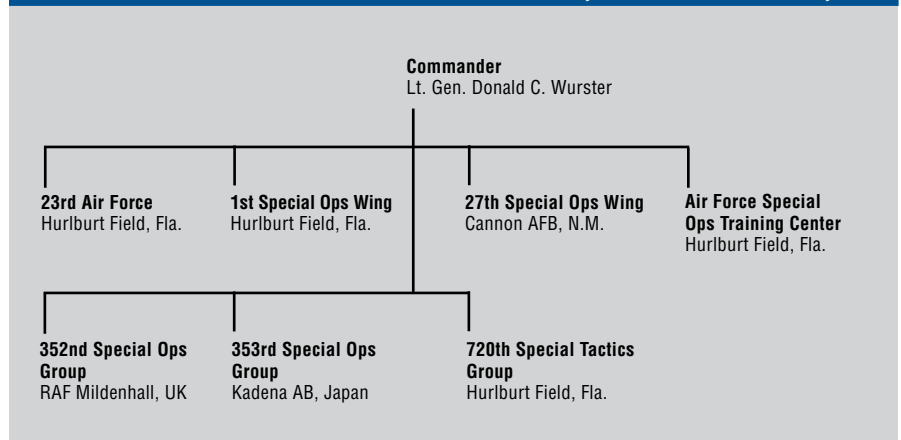 Commander
Lt. Gen. Donald C. Wurster
23rd Air Force
Hurlburt Field, Fla.
1st Special Ops Wing
Hurlburt Field, Fla.
27th Special Ops Wing
Cannon AFB, N.M.
Air Force Special
Ops Training Center
Hurlburt Field, Fla.
352nd Special Ops
Group
RAF Mildenhall, UK
353rd Special Ops
Group
Kadena AB, Japan
720th Special Tactics
Group
Hurlburt Field, Fla.